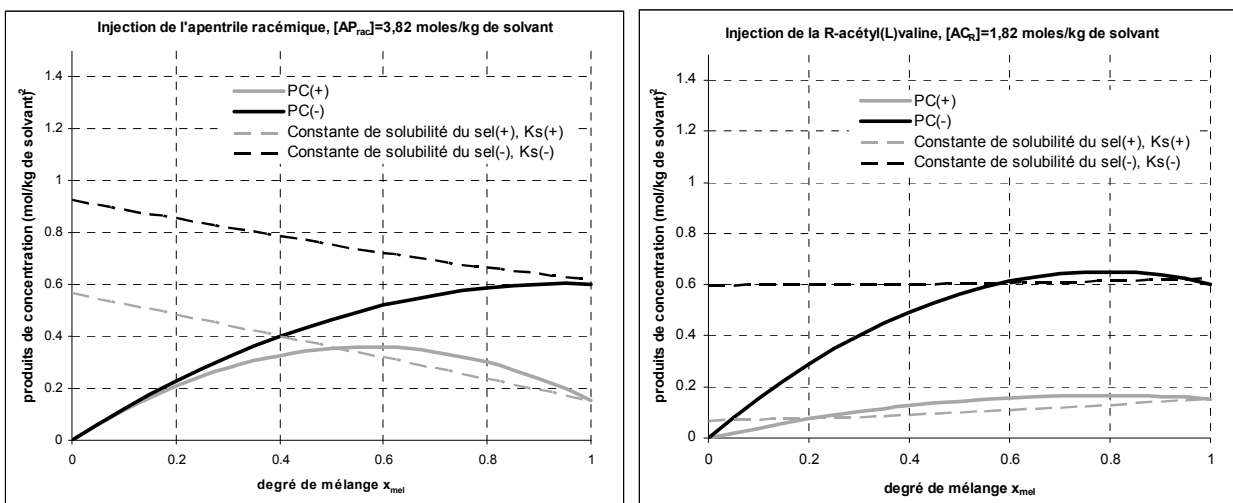 Injection de l'apentrile racémique, [APrac]=3,82 moles/kg de solvant
produits de concentration (mol/kg de solvant)²
1.4
1.2
1
0.8
0.6
0.4
0.2
0
PC(+)
PC(-)
Constante de solubilité du sel(+), Ks(+)
Constante de solubilité du sel(-), Ks(-)
0 0.2 0.4 0.6 0.8 1
degré de mélange xmel
Injection de la R-acétyl(L)valine, [ACR]=1,82 moles/kg de solvant
produits de concentration (mol/kg de solvant)²
1.4
1.2
1
0.8
0.6
0.4
0.2
0
PC(+)
PC(-)
Constante de solubilité du sel(+), Ks(+)
Constante de solubilité du sel(-), Ks(-)
0 0.2 0.4 0.6 0.8 1
degré de mélange xmel